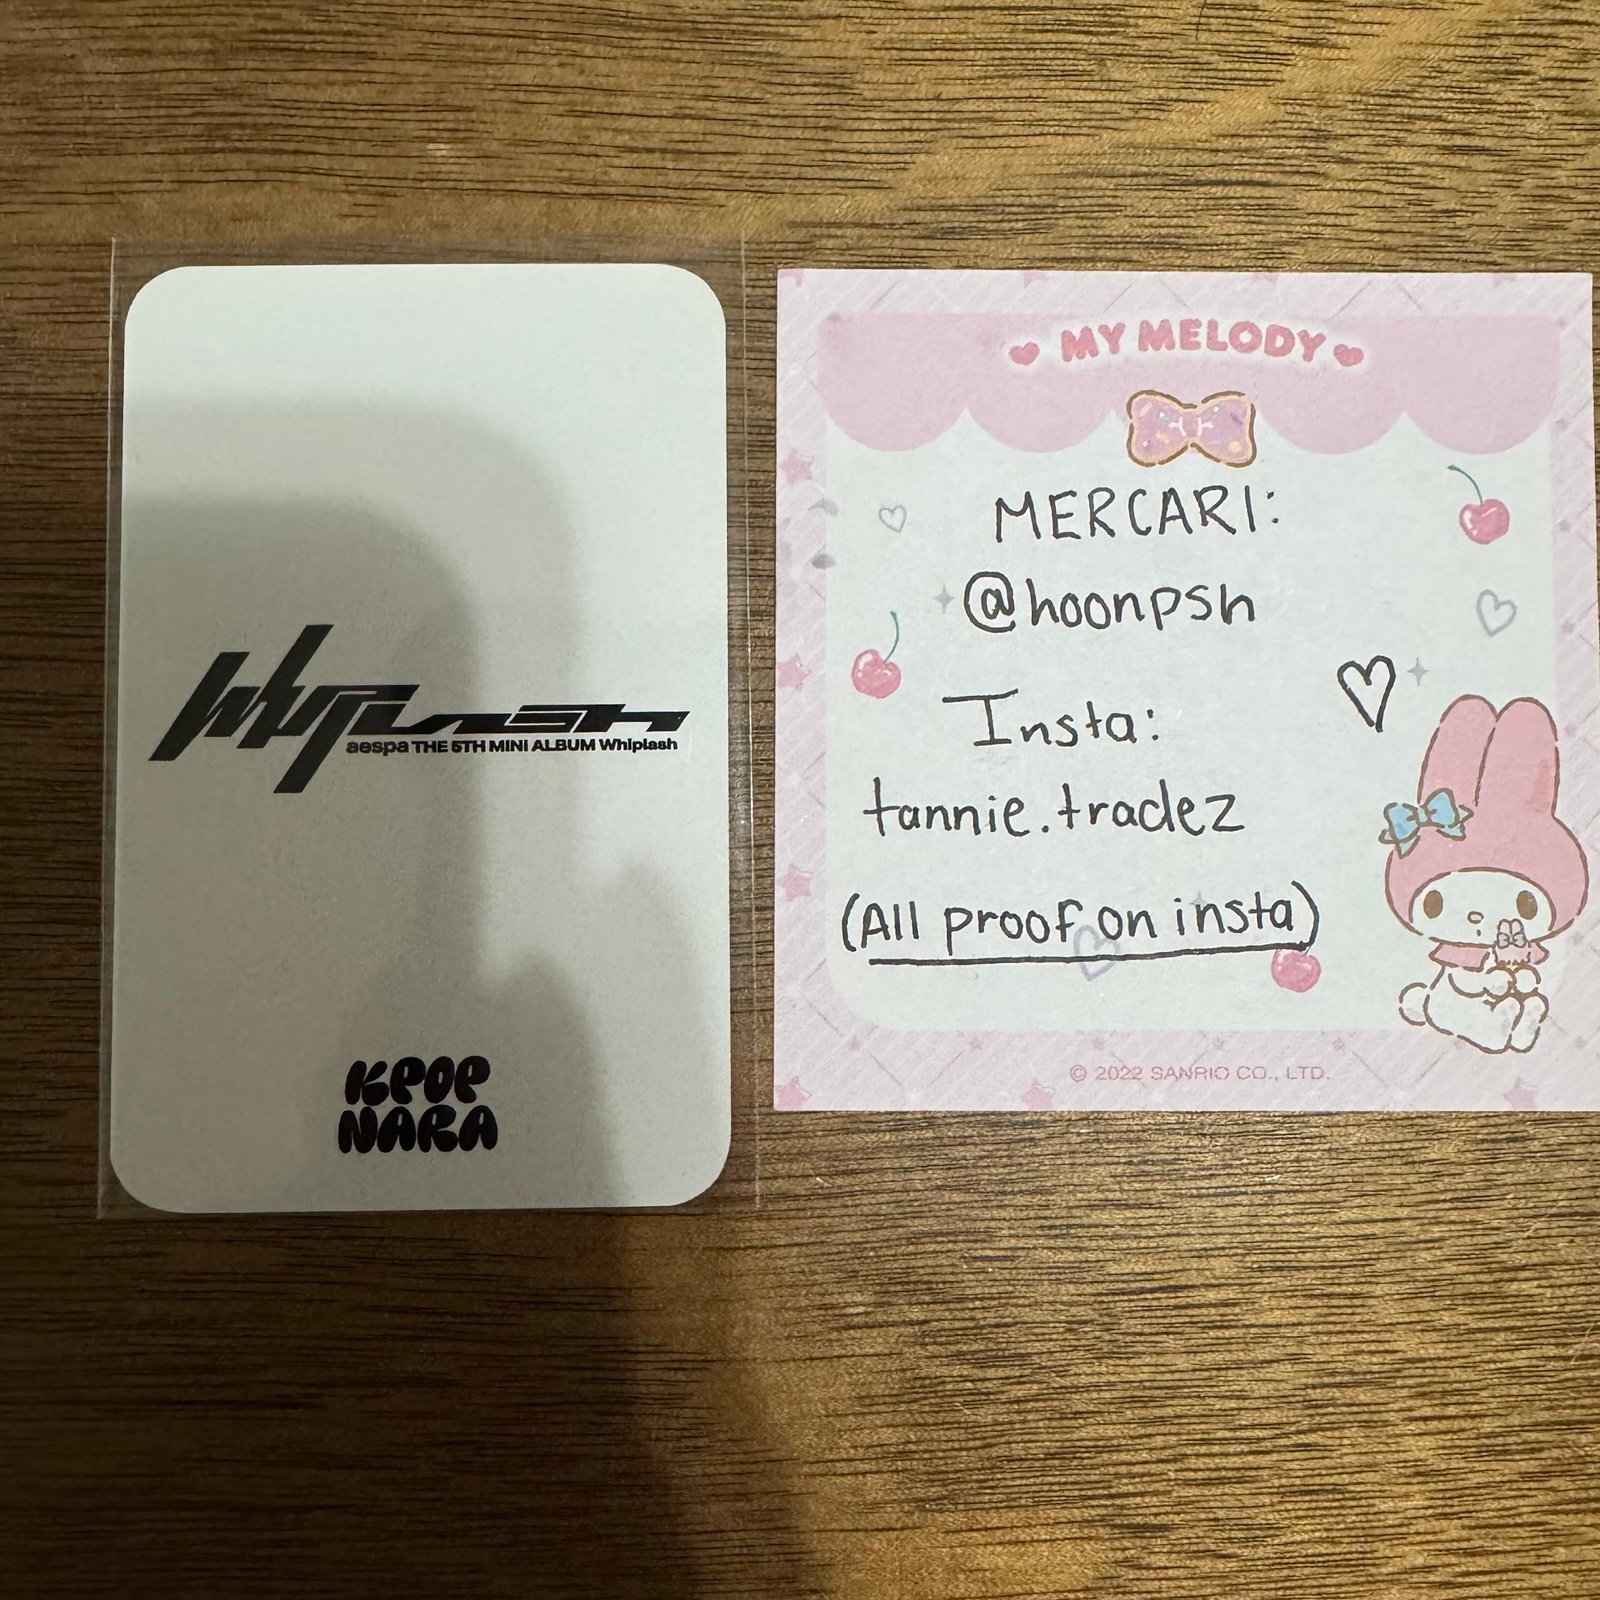 Whiplash
aespa THE 5TH MINI ALBUM Whiplash
KPOP
NARA
MY MELODY
MERCARI:
@hoonpsh
Insta:
tannie.tradez
(All proof on insta)
© 2022 SANRIO CO., LTD.